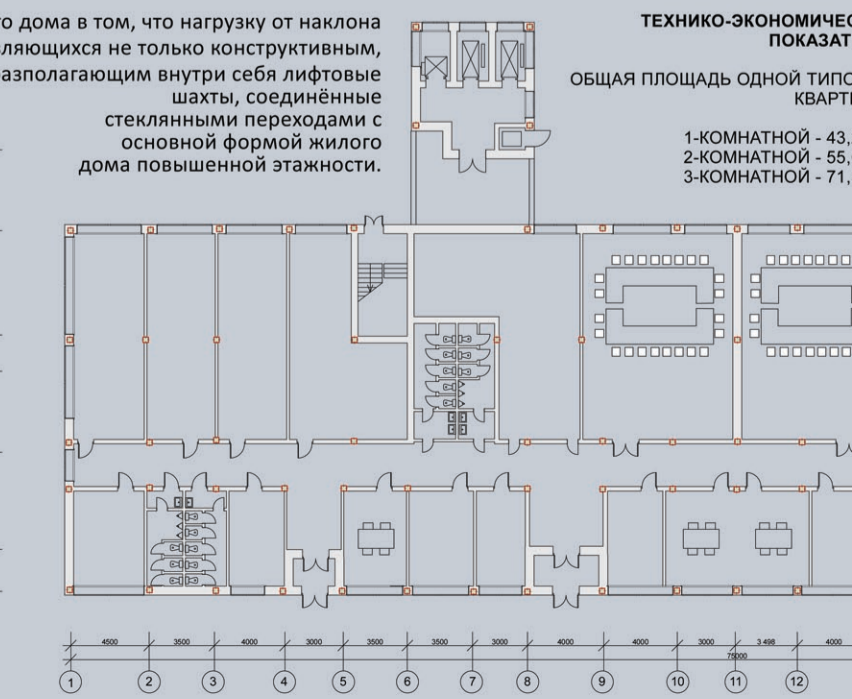 го дома в том, что нагрузку от наклона
вляющихся не только конструктивным,
располагающим внутри себя лифтовые
шахты, соединённые
стеклянными переходами с
основной формой жилого
дома повышенной этажности.
ТЕХНИКО-ЭКОНОМИЧЕС
ПОКАЗАТ
ОБЩАЯ ПЛОЩАДЬ ОДНОЙ ТИПО
КВАРТИ
1-КОМНАТНОЙ - 43,
2-КОМНАТНОЙ - 55,
3-КОМНАТНОЙ - 71,
4500 3500 4000 3000 3500 3500 3000 4000 4000 3000 3 498 4000
75000
1 2 3 4 5 6 7 8 9 10 11 12